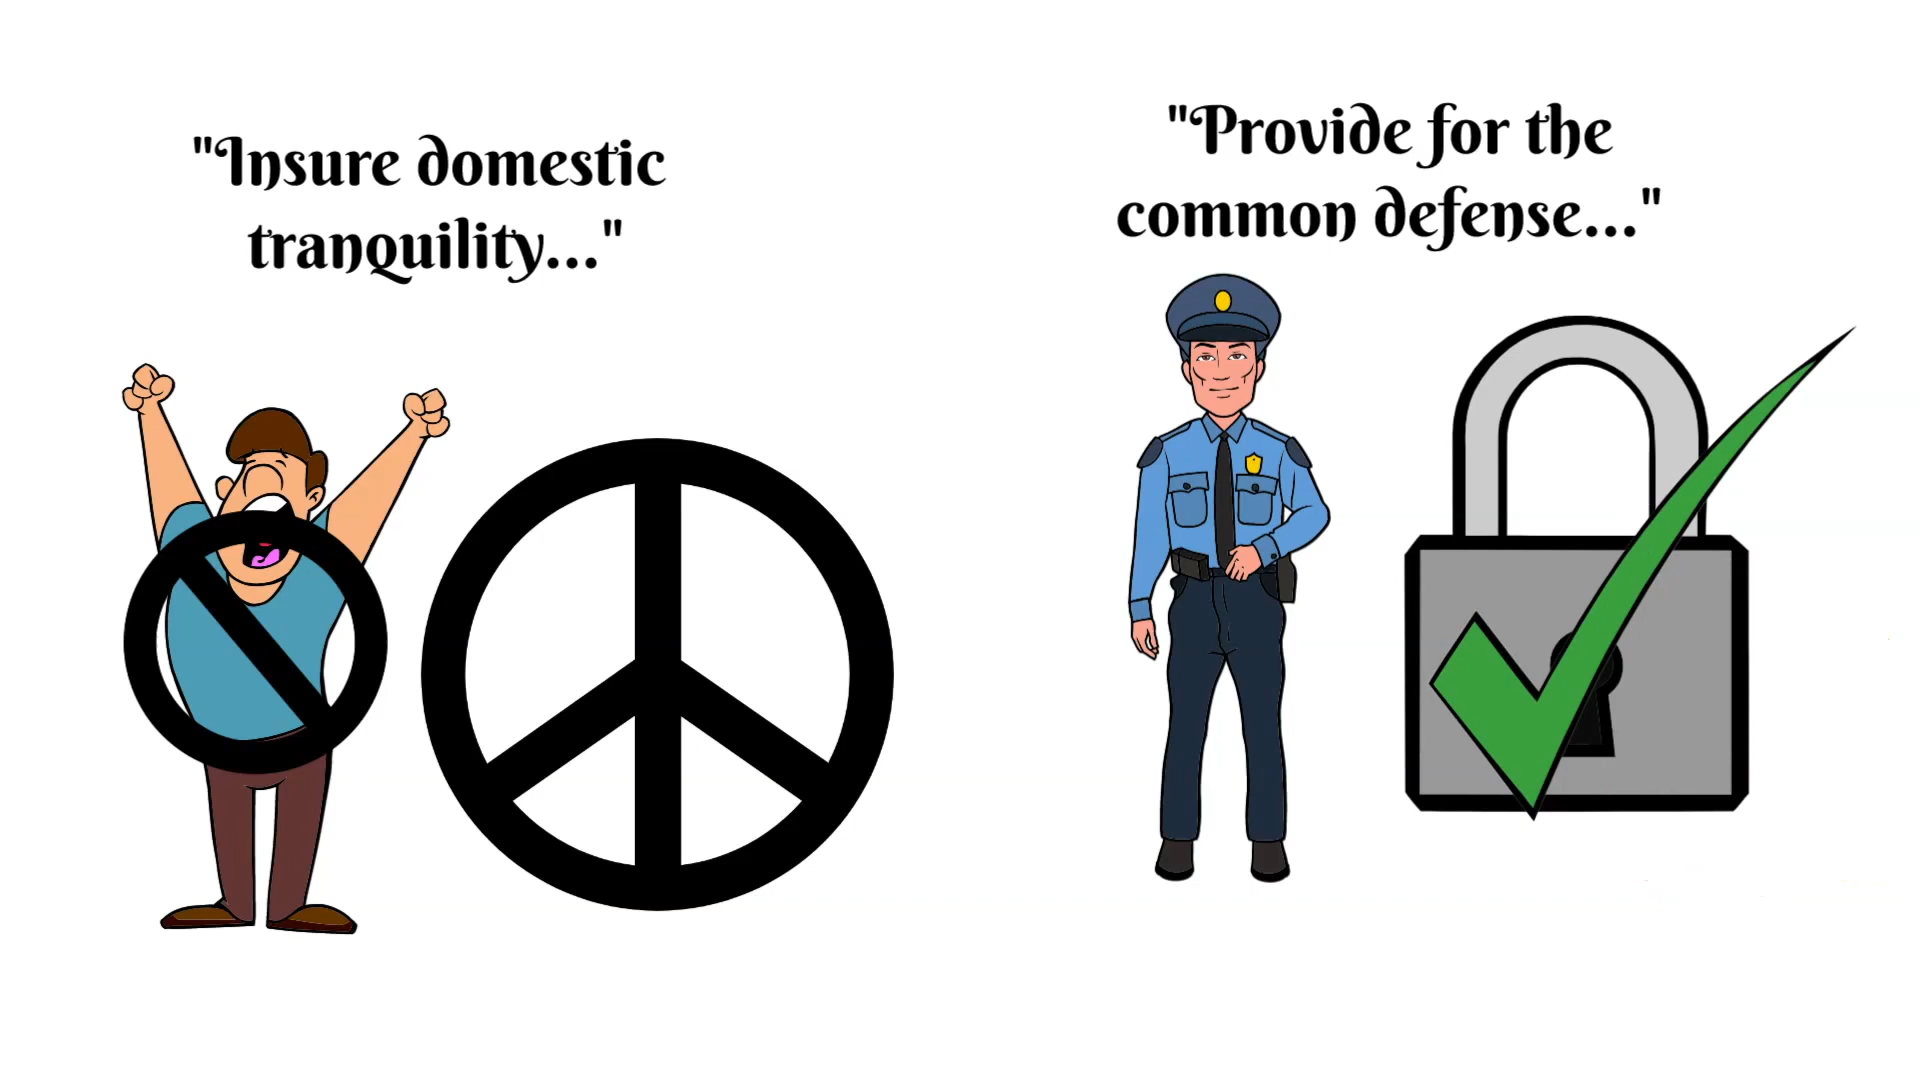 "Insure domestic
tranquility..."
"Provide for the
common defense..."